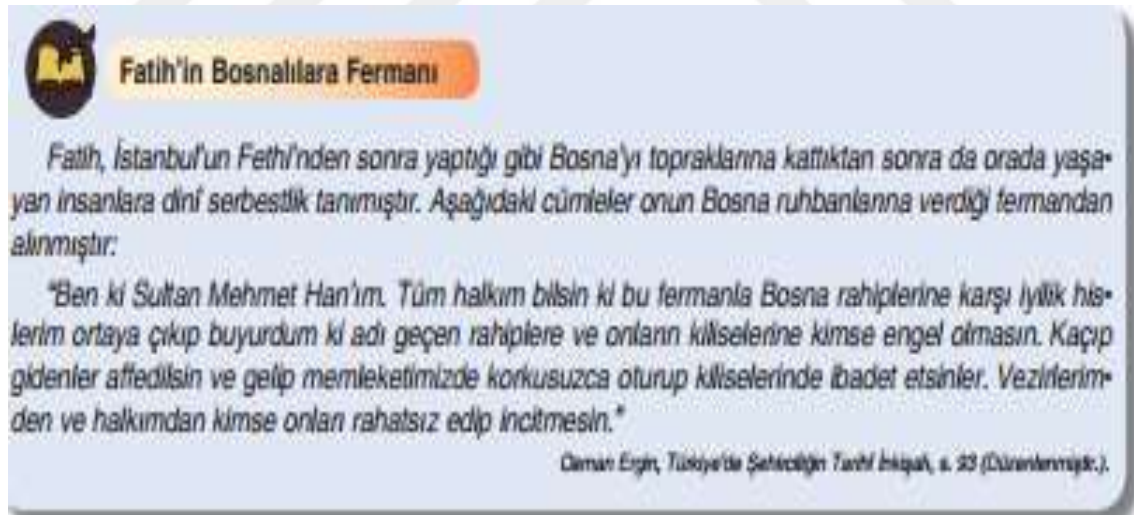 Fatih'in Bosnalılara Fermanı
Fatih, İstanbul'un Fethi'nden sonra yaptığı gibi Bosna'yı topraklarına kattıktan sonra da orada yaşa-
yan insanlara dinî serbestlik tanımıştır. Aşağıdaki cümleler onun Bosna ruhbanlarına verdiği fermandan
alınmıştır:
"Ben ki Sultan Mehmet Han'ım. Tüm halkım bilsin ki bu fermanla Bosna rahiplerine karşı iyilik his-
lerim ortaya çıkıp buyurdum ki adı geçen rahiplere ve onların kiliselerine kimse engel olmasın. Kaçıp
gidenler affedilsin ve gelip memleketimizde korkusuzca oturup kiliselerinde ibadet etsinler. Vezirlerim-
den ve halkımdan kimse onları rahatsız edip incitmesin."
Osman Ergin, Türkiye'de Şehirciliğin Tarihî İnkişafı, s. 93 (Düzenlenmiştir.).